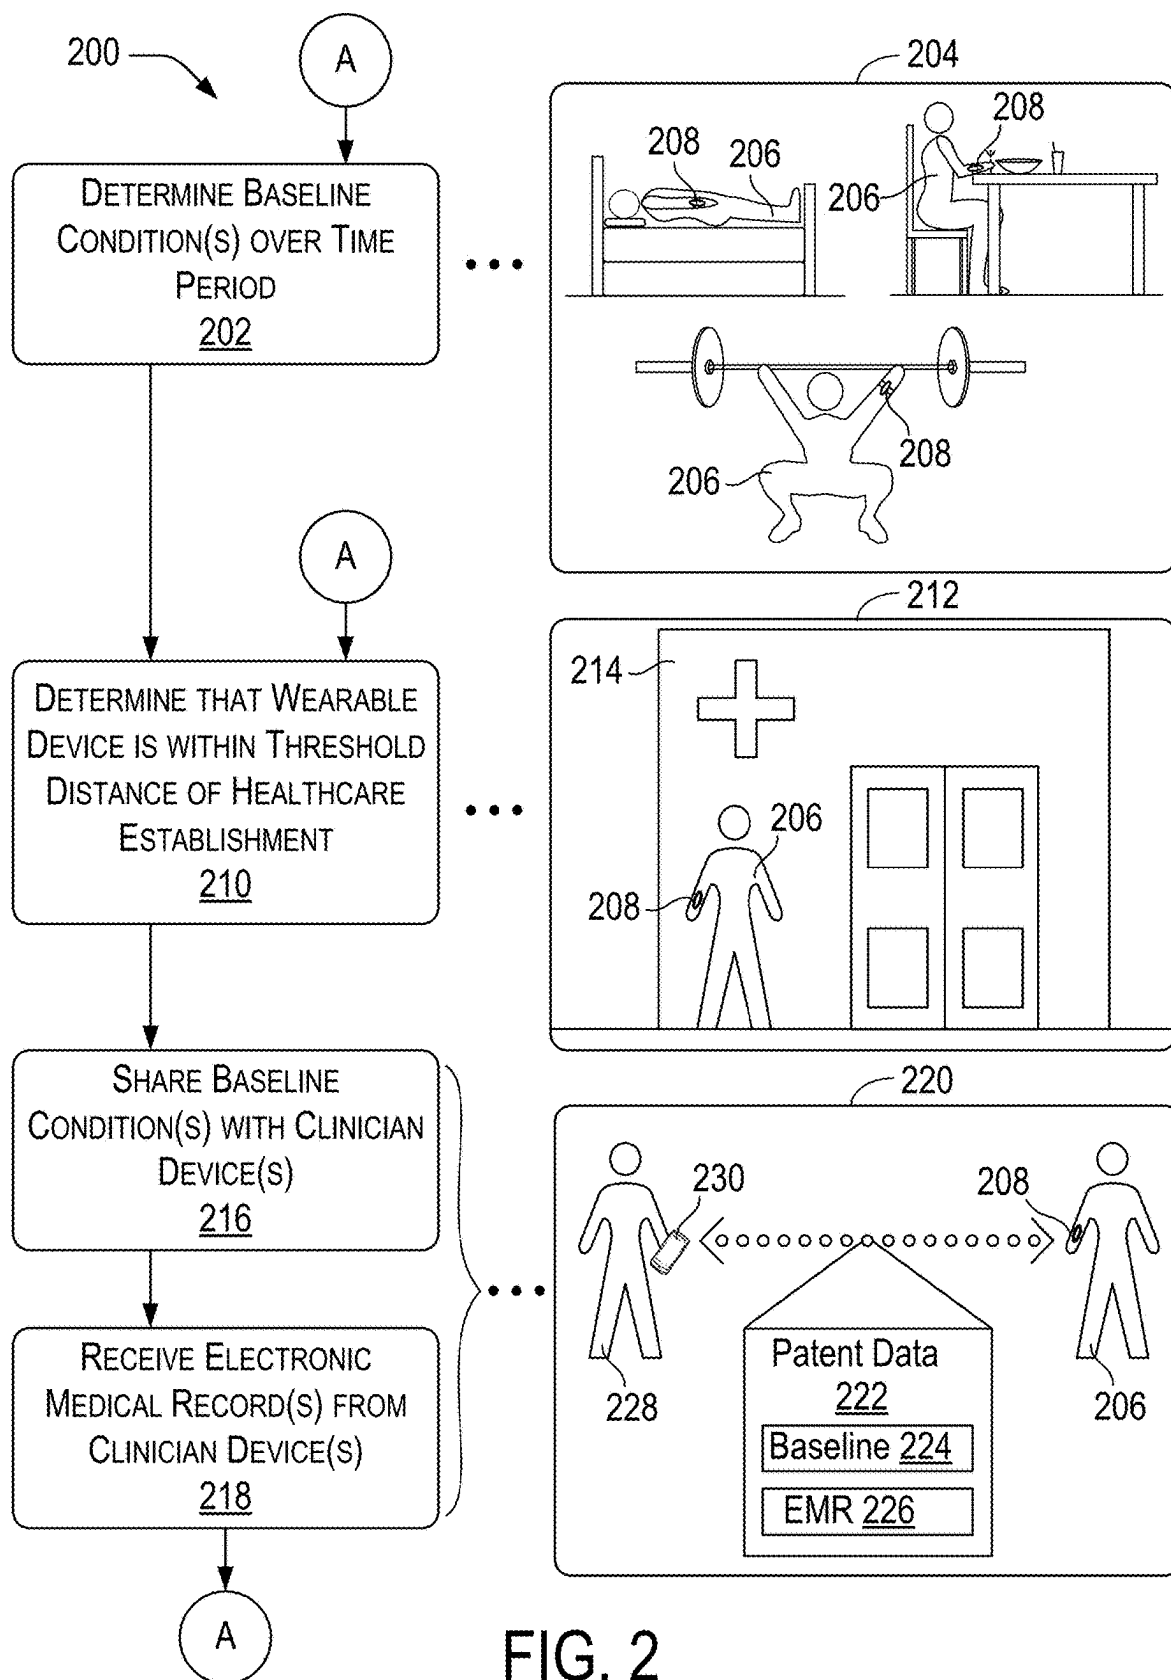 200
A
DETERMINE BASELINE
CONDITION(S) OVER TIME
PERIOD
202
204
208
206
208
206
208
206
A
DETERMINE THAT WEARABLE
DEVICE IS WITHIN THRESHOLD
DISTANCE OF HEALTHCARE
ESTABLISHMENT
210
212
214
206
208
SHARE BASELINE
CONDITION(S) WITH CLINICIAN
DEVICE(S)
216
RECEIVE ELECTRONIC
MEDICAL RECORD(S) FROM
CLINICIAN DEVICE(S)
218
220
230
208
Patent Data
222
Baseline 224
EMR 226
228
206
A
FIG. 2